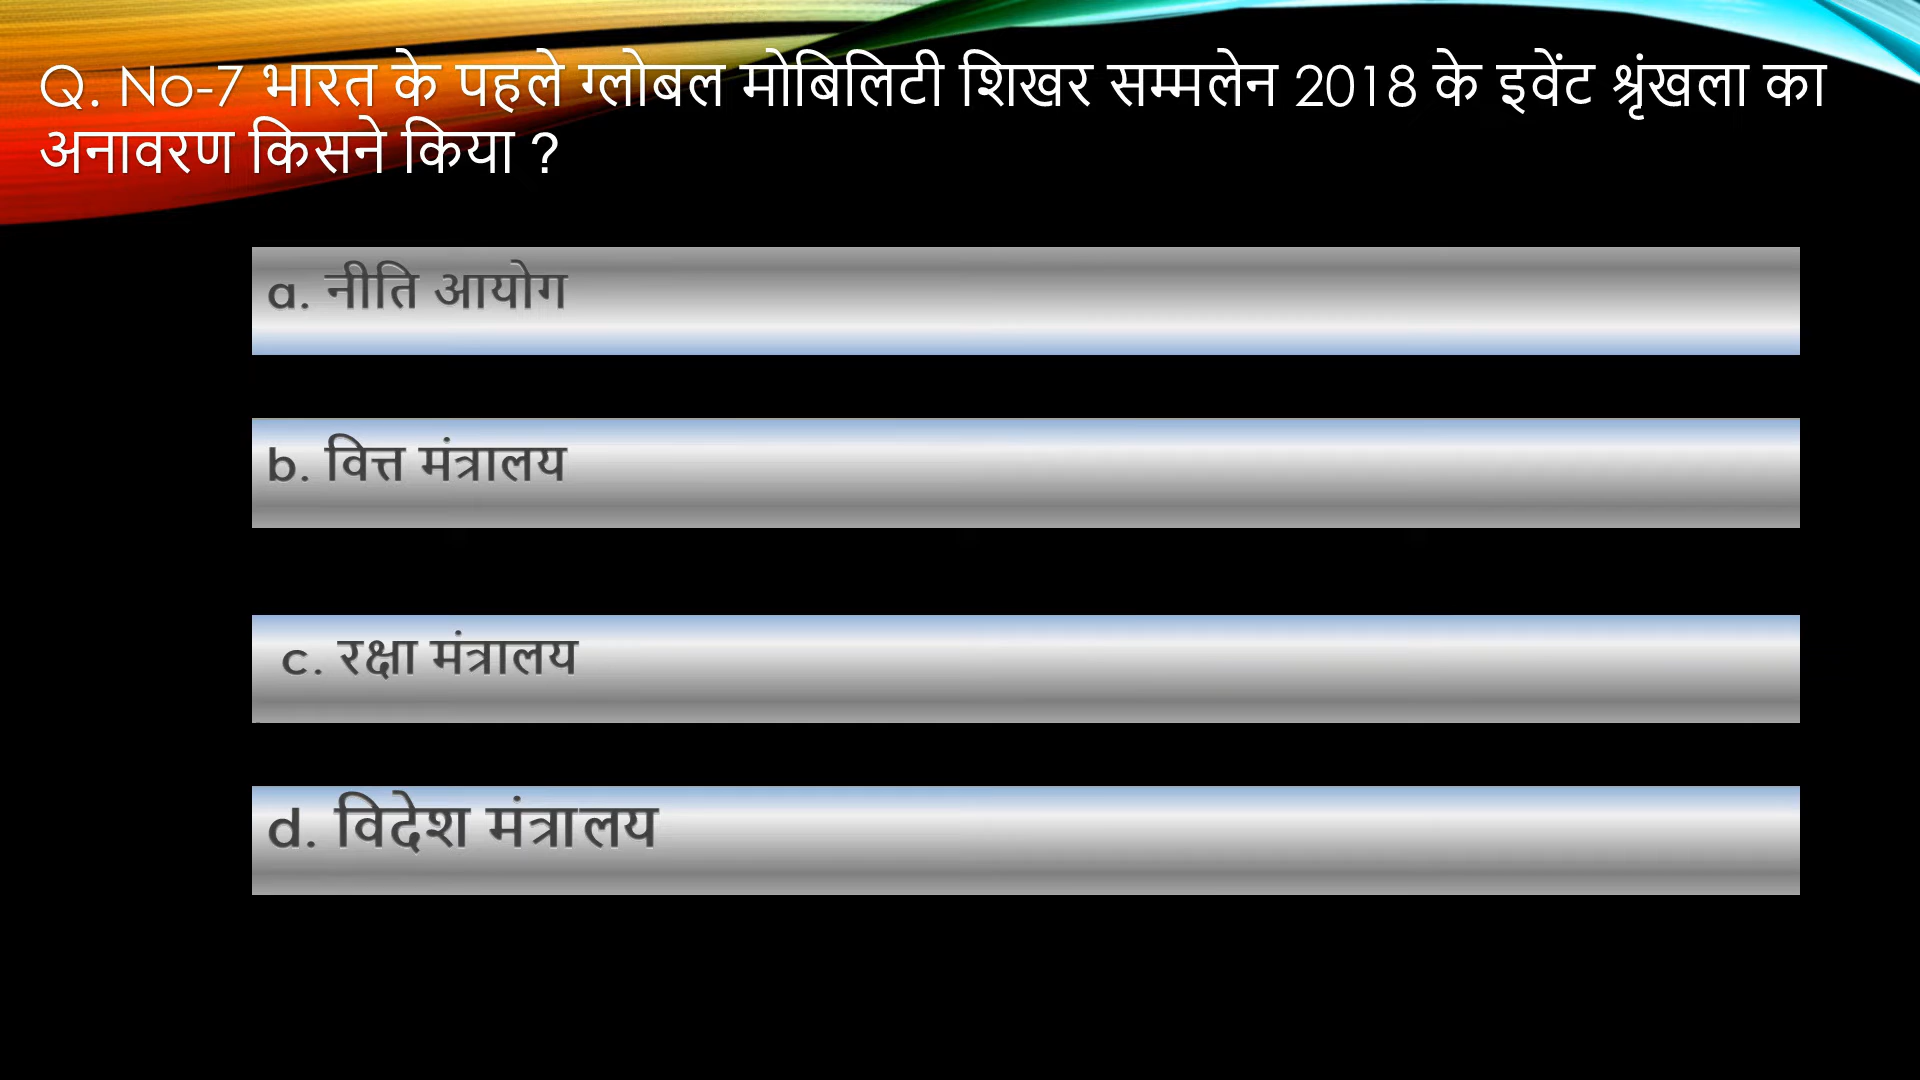 Q. No-7 भारत के पहले ग्लोबल मोबिलिटी शिखर सम्मलेन 2018 के इवेंट श्रृंखला का
अनावरण किसने किया ?
a. नीति आयोग
b. वित्त मंत्रालय
c. रक्षा मंत्रालय
d. विदेश मंत्रालय